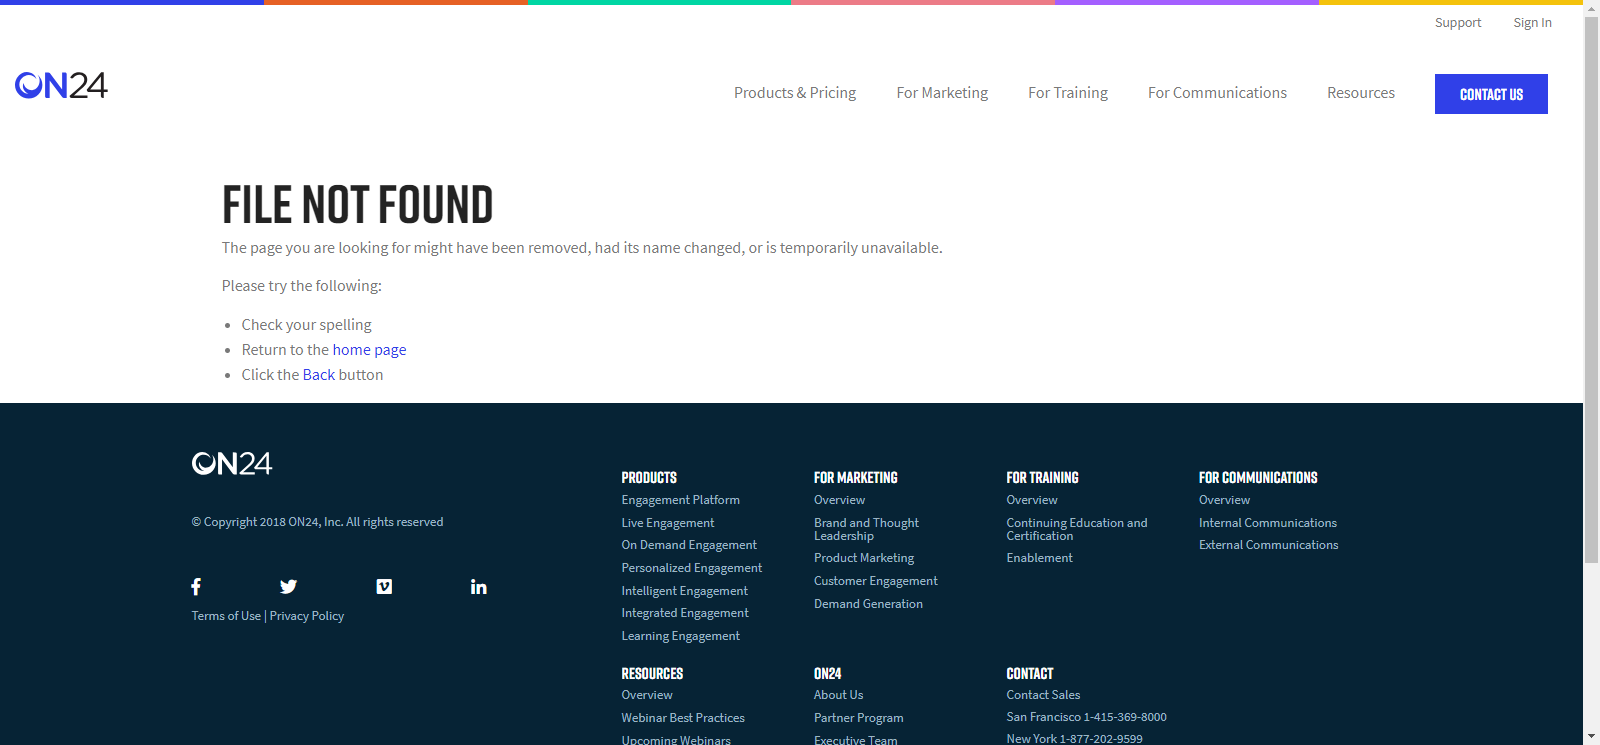 Support
Sign In
ON24
Products & Pricing
For Marketing
For Training
For Communications
Resources
CONTACT US
FILE NOT FOUND
The page you are looking for might have been removed, had its name changed, or is temporarily unavailable.
Please try the following:
• Check your spelling
• Return to the home page
• Click the Back button
ON24
© Copyright 2018 ON24, Inc. All rights reserved
Terms of Use | Privacy Policy
PRODUCTS
Engagement Platform
Live Engagement
On Demand Engagement
Personalized Engagement
Intelligent Engagement
Integrated Engagement
Learning Engagement
FOR MARKETING
Overview
Brand and Thought
Leadership
Product Marketing
Customer Engagement
Demand Generation
FOR TRAINING
Overview
Continuing Education and
Certification
Enablement
FOR COMMUNICATIONS
Overview
Internal Communications
External Communications
RESOURCES
Overview
Webinar Best Practices
Upcoming Webinars
ON24
About Us
Partner Program
Executive Team
CONTACT
Contact Sales
San Francisco 1-415-369-8000
New York 1-877-202-9599